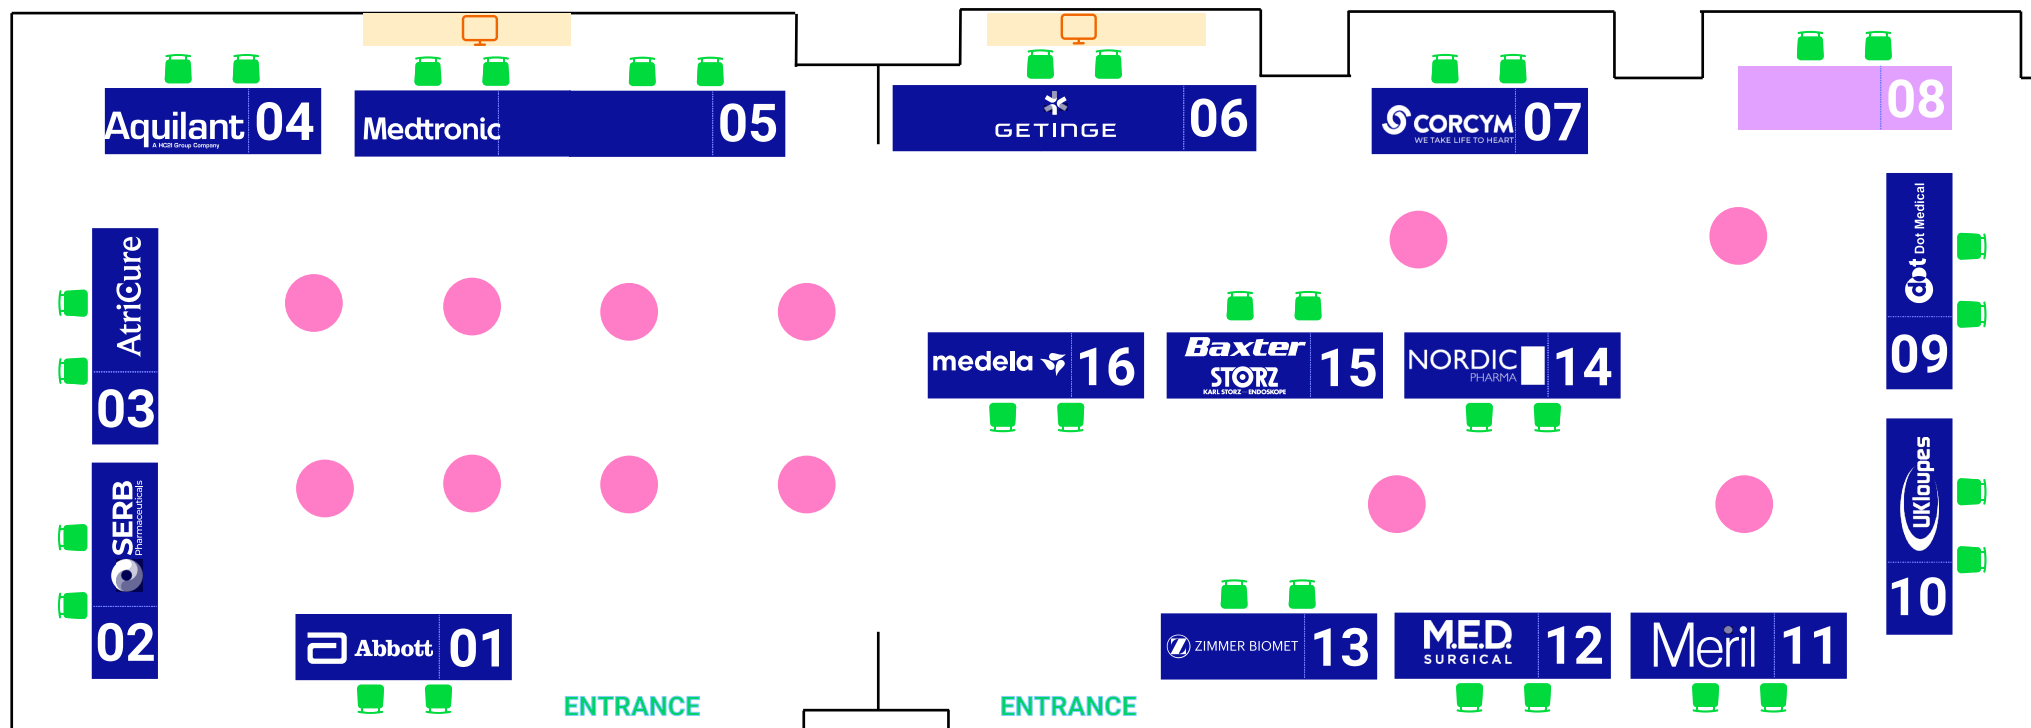 Aquilant
A HC21 Group Company
04
Medtronic
05
GETINGE
06
CORCYM
WE TAKE LIFE TO HEART
07
08
AtriCure
03
dot Dot Medical
09
medela
16
Baxter
STORZ
KARL STORZ — ENDOSKOPE
15
NORDIC
PHARMA
14
SERB
Pharmaceuticals
02
UKloupes
10
Abbott
01
ZIMMER BIOMET
13
M.E.D.
SURGICAL
12
Meril
11
ENTRANCE
ENTRANCE